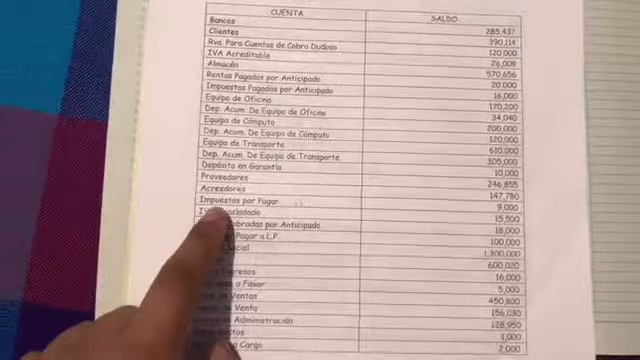 CUENTA SALDO
Bancos 285,437
Clientes 390,114
Rva. Para Cuentas de Cobro Dudoso 120,000
IVA Acreditable 26,008
Almacén 570,656
Rentas Pagadas por Anticipado 20,000
Impuestos Pagados por Anticipado 16,000
Equipo de Oficina 170,200
Dep. Acum. De Equipo de Oficina 34,040
Equipo de Cómputo 200,000
Dep. Acum. De Equipo de Cómputo 120,000
Equipo de Transporte 610,000
Dep. Acum. De Equipo de Transporte 305,000
Depósito en Garantía 10,000
Proveedores 246,855
Acreedores 147,780
Impuestos por Pagar 9,000
15,500
por Anticipado 18,000
Pagar a L.P. 100,000
1,300,000
600,020
16,000
a Favor 5,000
Ventas 450,800
de Venta 156,030
Administración 128,950
1,000
Cargo 2,000